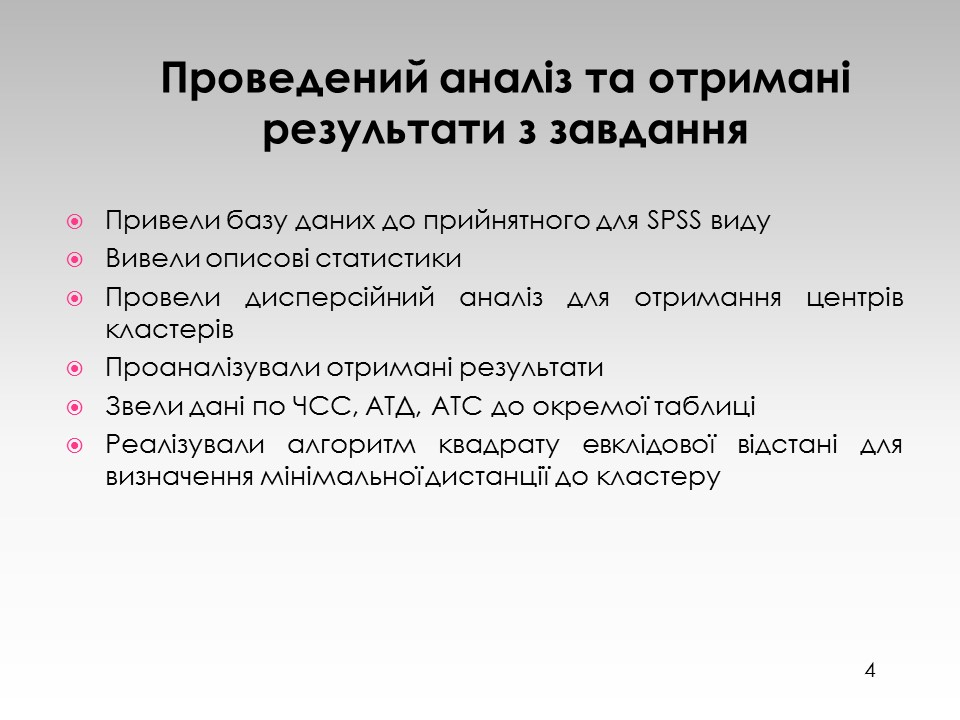 Проведений аналіз та отримані
результати з завдання
Привели базу даних до прийнятного для SPSS виду
Вивели описові статистики
Провели дисперсійний аналіз для отримання центрів
кластерів
Проаналізували отримані результати
Звели дані по ЧСС, АТД, АТС до окремої таблиці
Реалізували алгоритм квадрату евклідової відстані для
визначення мінімальної дистанції до кластеру
4